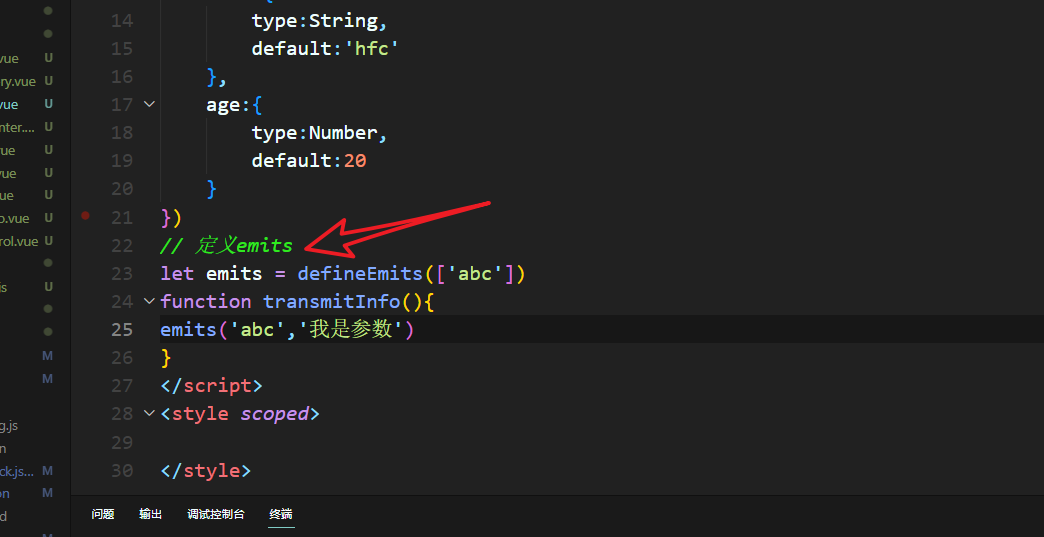 14 type:String,
15 default:'hfc'
16 },
17 age:{
18 type:Number,
19 default:20
20 }
21 })
22 // 定义emits
23 let emits = defineEmits(['abc'])
24 function transmitInfo(){
25 emits('abc','我是参数')
26 }
27 </script>
28 <style scoped>
29
30 </style>
vue U
ry.vue U
vue U
nter.... U
vue U
vue U
ue U
o.vue U
rol.vue U
js U
M
M
g.js
n
ck.js... M
on M
d
问题 输出 调试控制台 终端